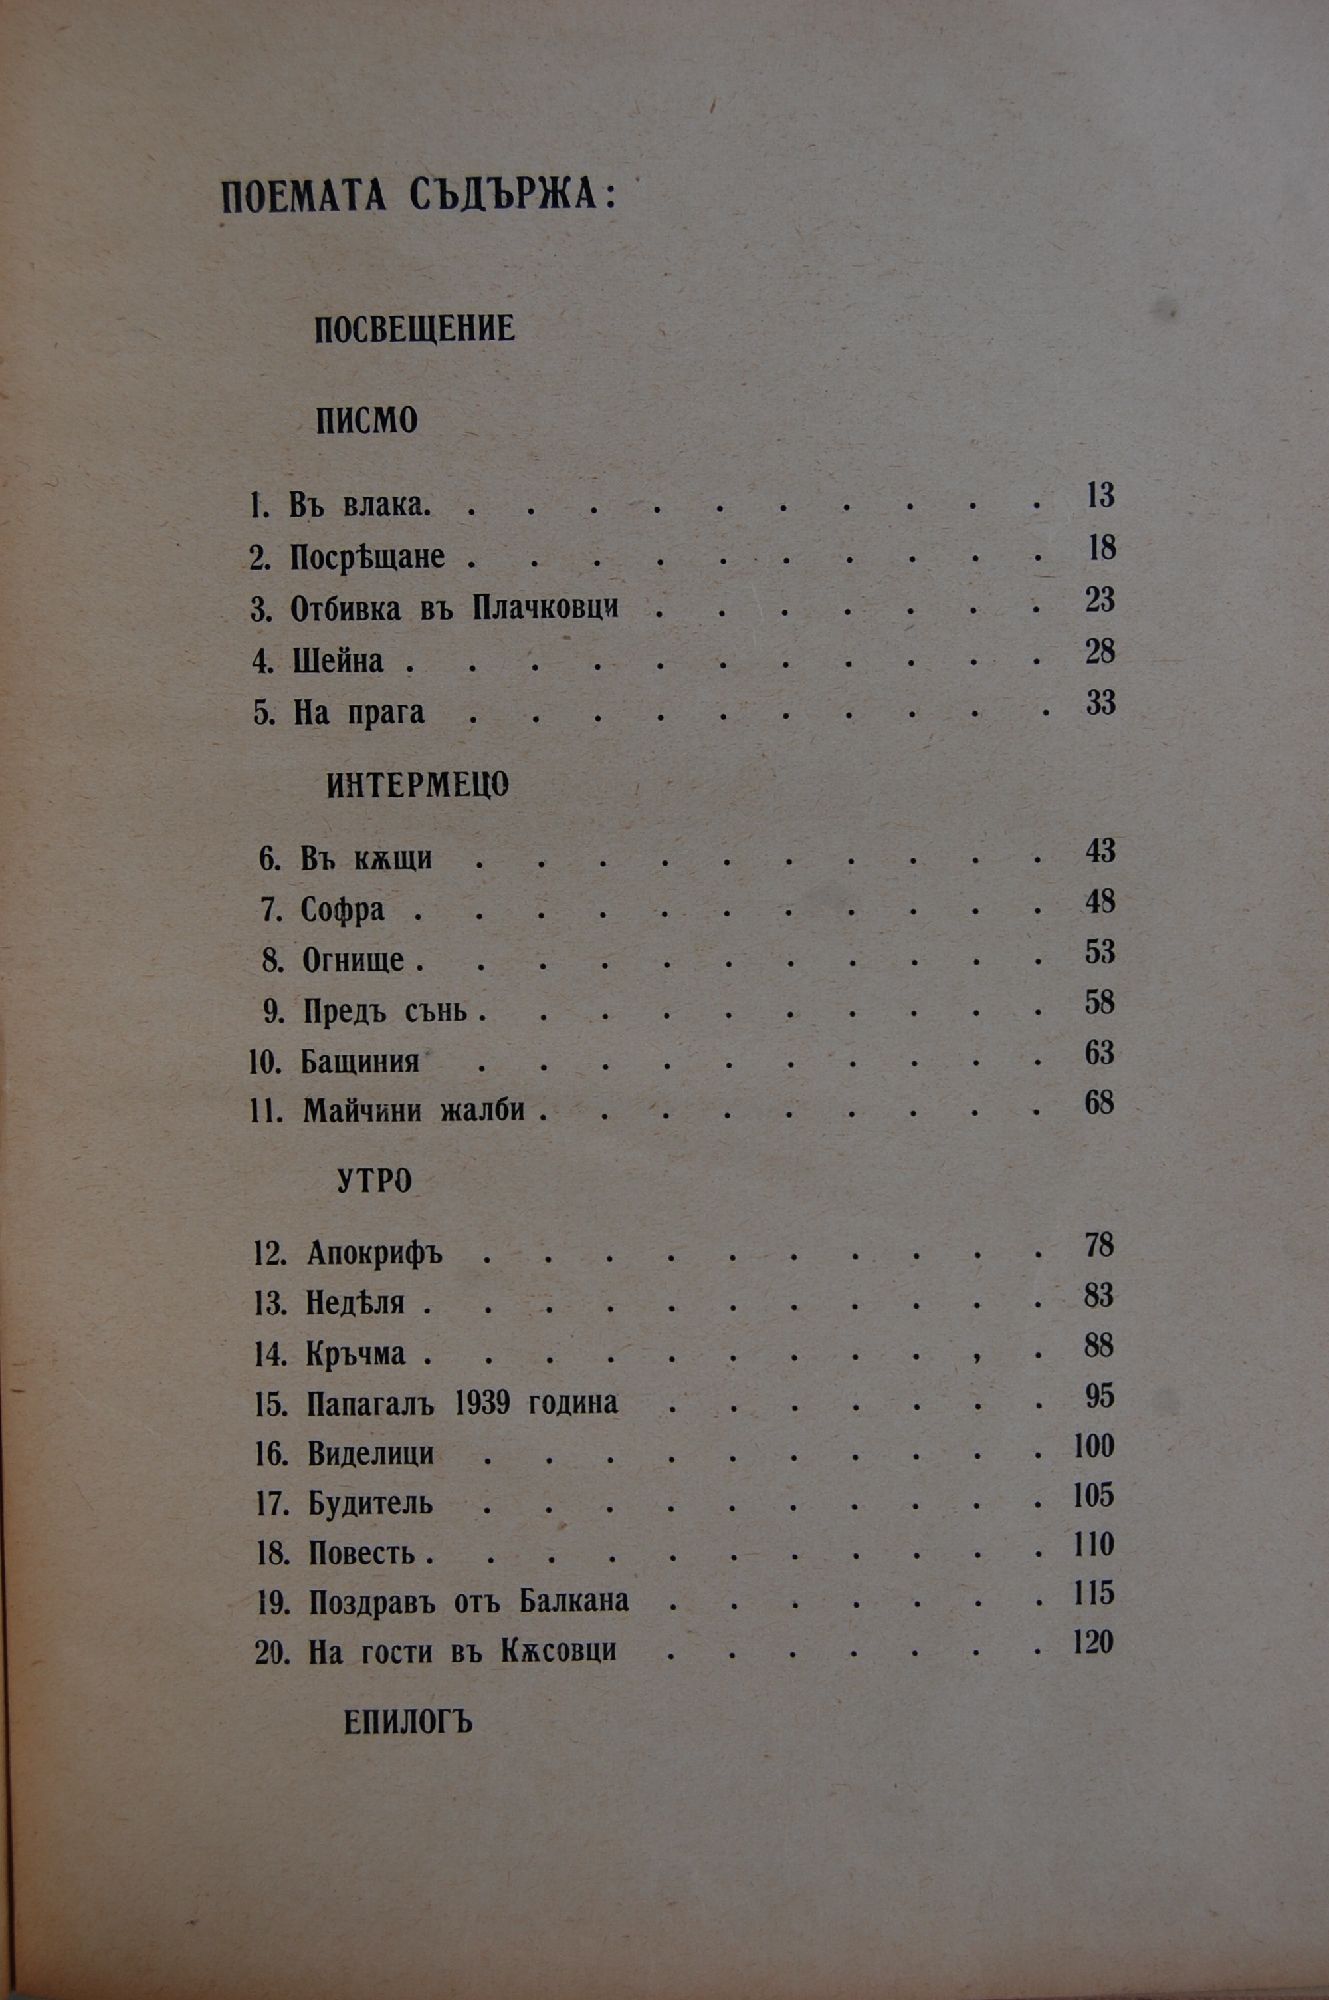 ПОЕМАТА СЪДЪРЖА:
ПОСВЕЩЕНИЕ
ПИСМО
1. Въ влака. . . . . . . . . . . 13
2. Посрѣщане . . . . . . . . . . 18
3. Отбивка въ Плачковци . . . . . . . 23
4. Шейна . . . . . . . . . . . 28
5. На прага . . . . . . . . . . 33
ИНТЕРМЕЦО
6. Въ кѫщи . . . . . . . . . . 43
7. Софра . . . . . . . . . . . 48
8. Огнище . . . . . . . . . . . 53
9. Предъ сънь . . . . . . . . . . 58
10. Бащиния . . . . . . . . . . 63
11. Майчини жалби . . . . . . . . . 68
УТРО
12. Апокрифъ . . . . . . . . . . 78
13. Недѣля . . . . . . . . . . . 83
14. Кръчма . . . . . . . . . , . 88
15. Папагалъ 1939 година . . . . . . . 95
16. Виделици . . . . . . . . . . 100
17. Будитель . . . . . . . . . . 105
18. Повесть . . . . . . . . . . . 110
19. Поздравъ отъ Балкана . . . . . . . 115
20. На гости въ Кѫсовци . . . . . . . 120
ЕПИЛОГЪ